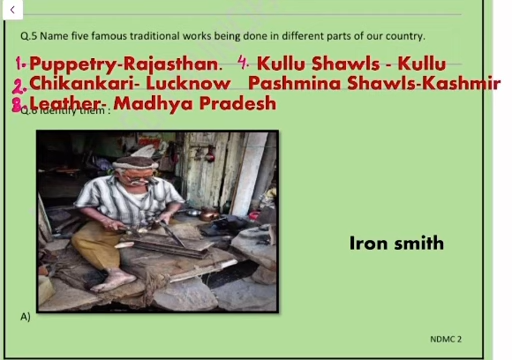 Q.5 Name five famous traditional works being done in different parts of our country.
1. Puppetry-Rajasthan. 4. Kullu Shawls - Kullu
2. Chikankari- Lucknow Pashmina Shawls-Kashmir
3. Leather- Madhya Pradesh
Q.6 Identify them :
Iron smith
A)
NDMC 2